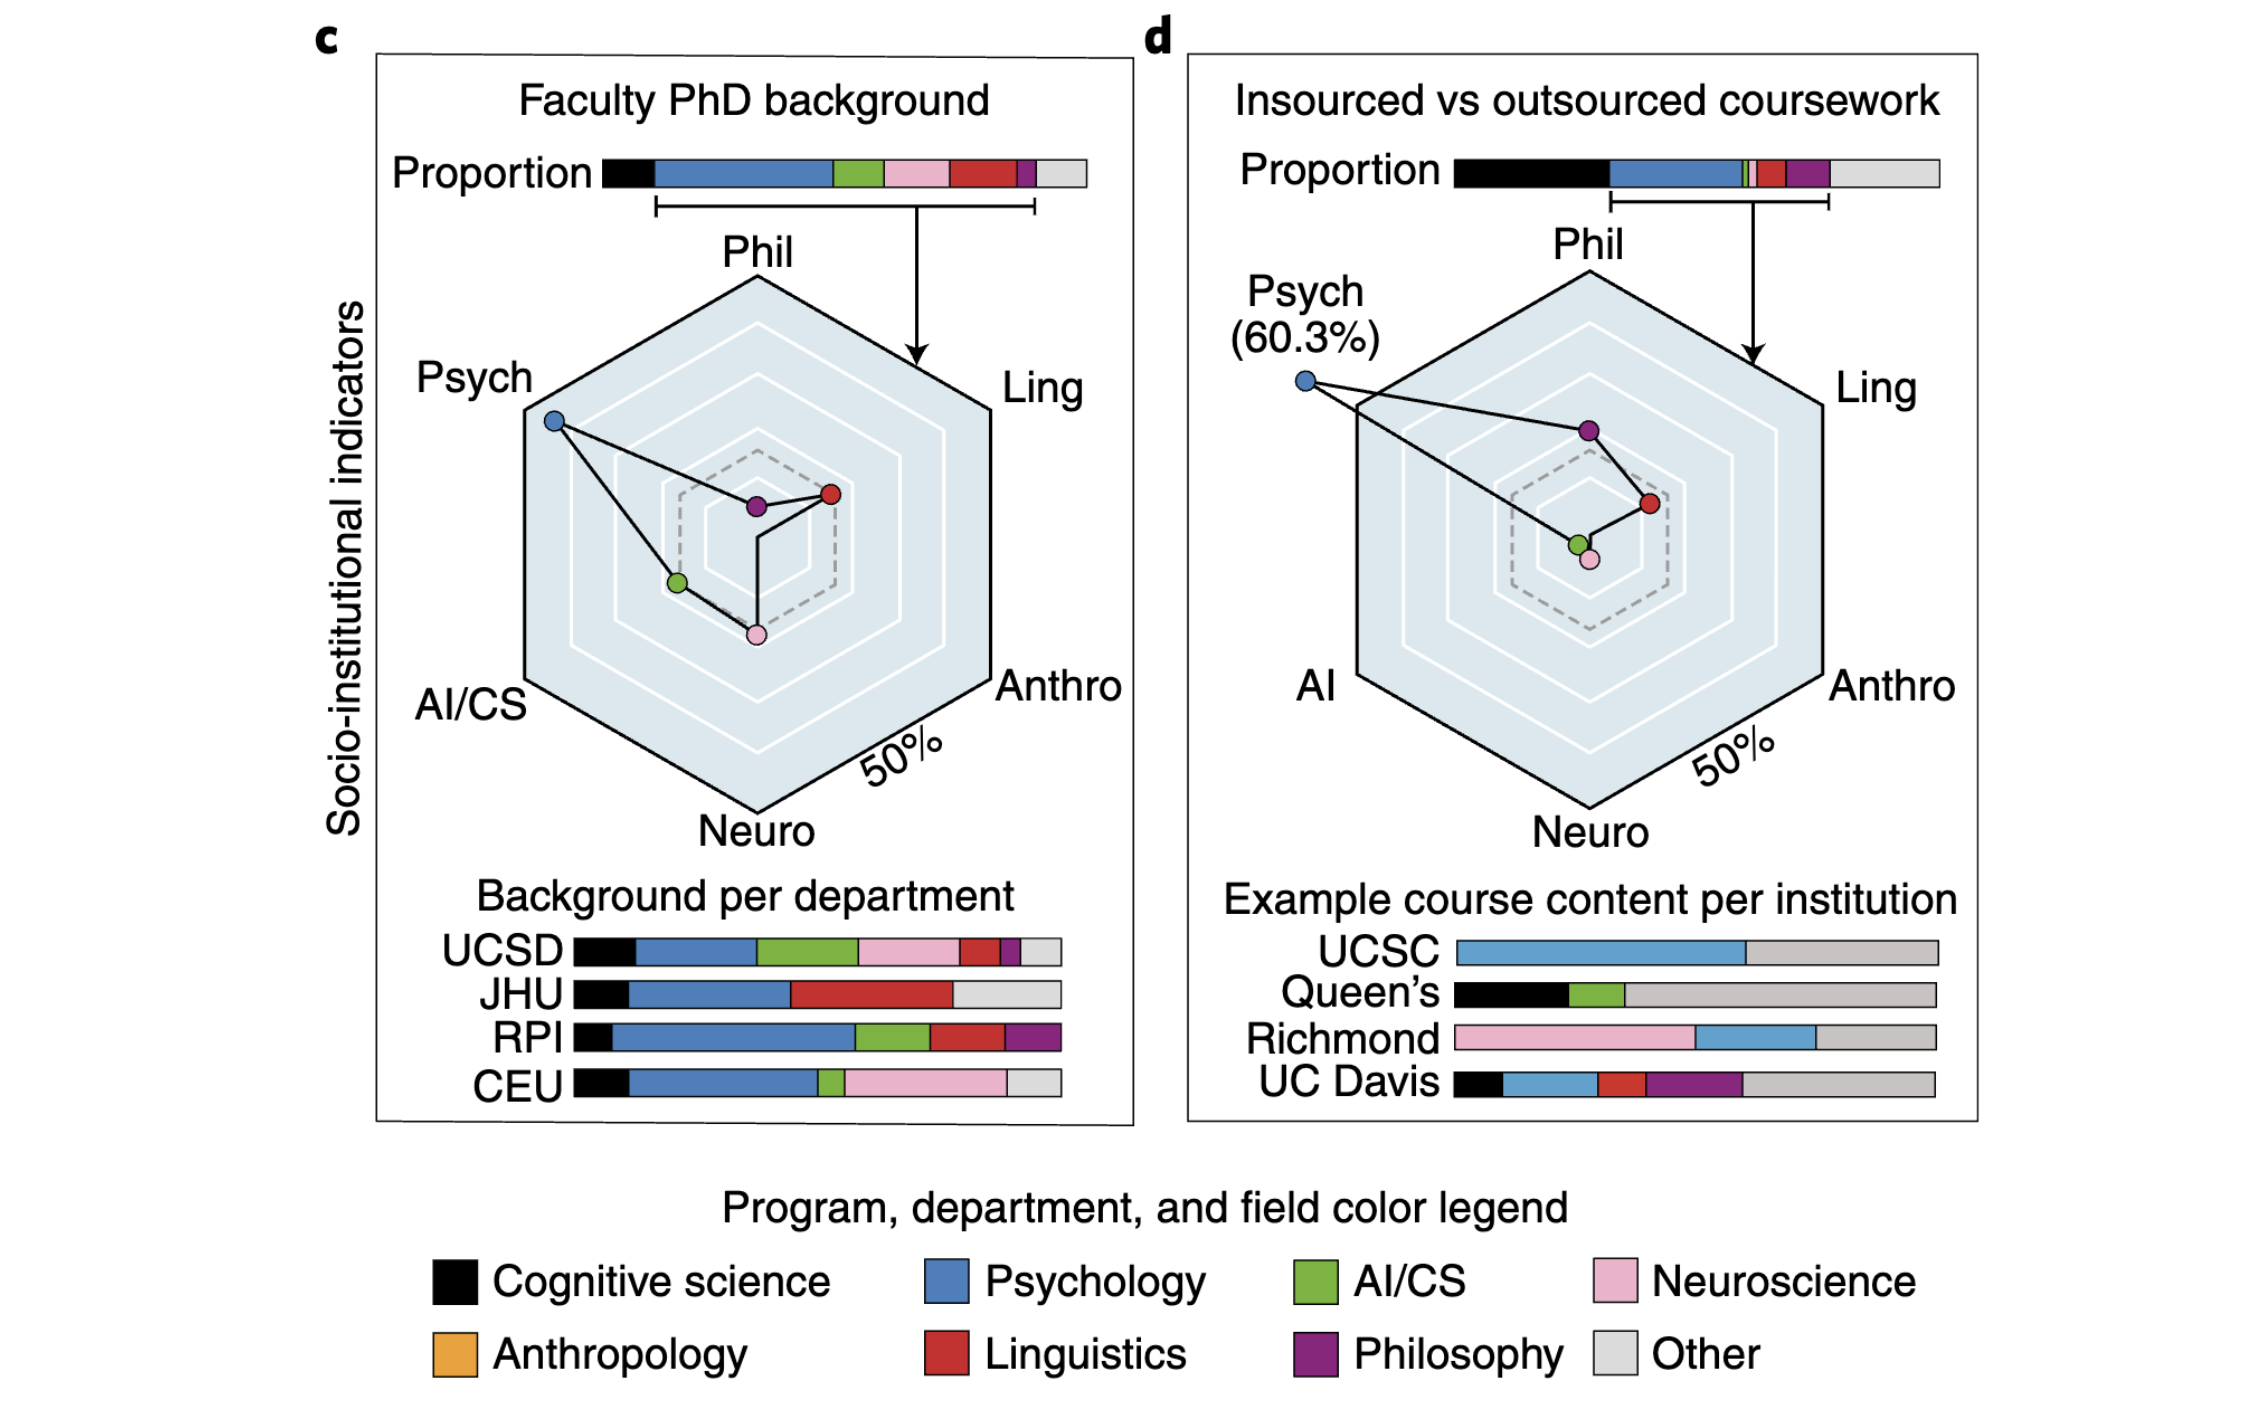 c
Faculty PhD background
Proportion
Phil
Psych
Ling
AI/CS
Anthro
50%
Neuro
Background per department
UCSD
JHU
RPI
CEU
Socio-institutional indicators
d
Insourced vs outsourced coursework
Proportion
Phil
Psych
(60.3%)
Ling
AI
Anthro
50%
Neuro
Example course content per institution
UCSC
Queen’s
Richmond
UC Davis
Program, department, and field color legend
Cognitive science
Psychology
AI/CS
Neuroscience
Anthropology
Linguistics
Philosophy
Other